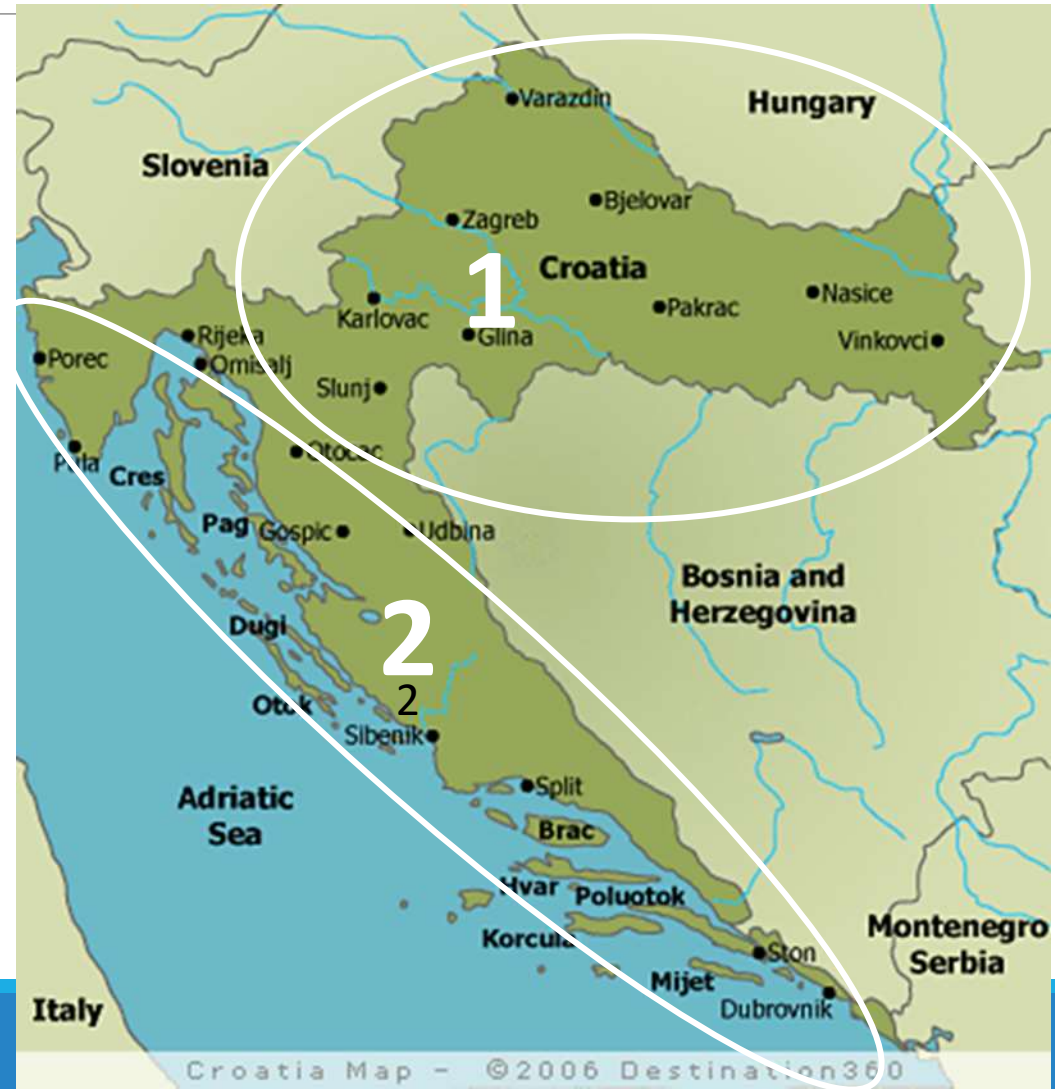 Varazdin
Hungary
Slovenia
Bjelovar
Zagreb
Croatia
1
Nasice
Pakrac
Karlovac
Glina
Vinkovci
Rijeka
Porec
Omisalj
Slunj
Otocac
Pula
Cres
Pag
Gospic
Udbina
Bosnia and
Herzegovina
Dugi
2
2
Otok
Sibenik
Split
Adriatic
Sea
Brac
Hvar
Poluotok
Korcula
Montenegro
Serbia
Ston
Mijet
Dubrovnik
Italy
Croatia Map - ©2006 Destination360